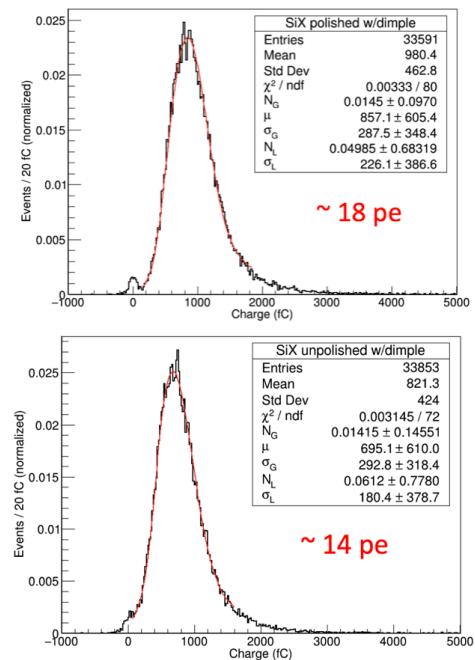 SiX polished w/dimple
Entries 33591
Mean 980.4
Std Dev 462.8
χ² / ndf 0.00333 / 80
N_G 0.0145 ± 0.0970
μ 857.1 ± 605.4
σ_G 287.5 ± 348.4
N_L 0.04985 ± 0.68319
σ_L 226.1 ± 386.6
~ 18 pe
Events / 20 fC (normalized)
0.025
0.02
0.015
0.01
0.005
0
−1000 0 1000 2000 3000 4000 5000
Charge (fC)
SiX unpolished w/dimple
Entries 33853
Mean 821.3
Std Dev 424
χ² / ndf 0.003145 / 72
N_G 0.01415 ± 0.14551
μ 695.1 ± 610.0
σ_G 292.8 ± 318.4
N_L 0.0612 ± 0.7780
σ_L 180.4 ± 378.7
~ 14 pe
Events / 20 fC (normalized)
0.025
0.02
0.015
0.01
0.005
0
−1000 0 1000 2000 3000 4000 5000
Charge (fC)